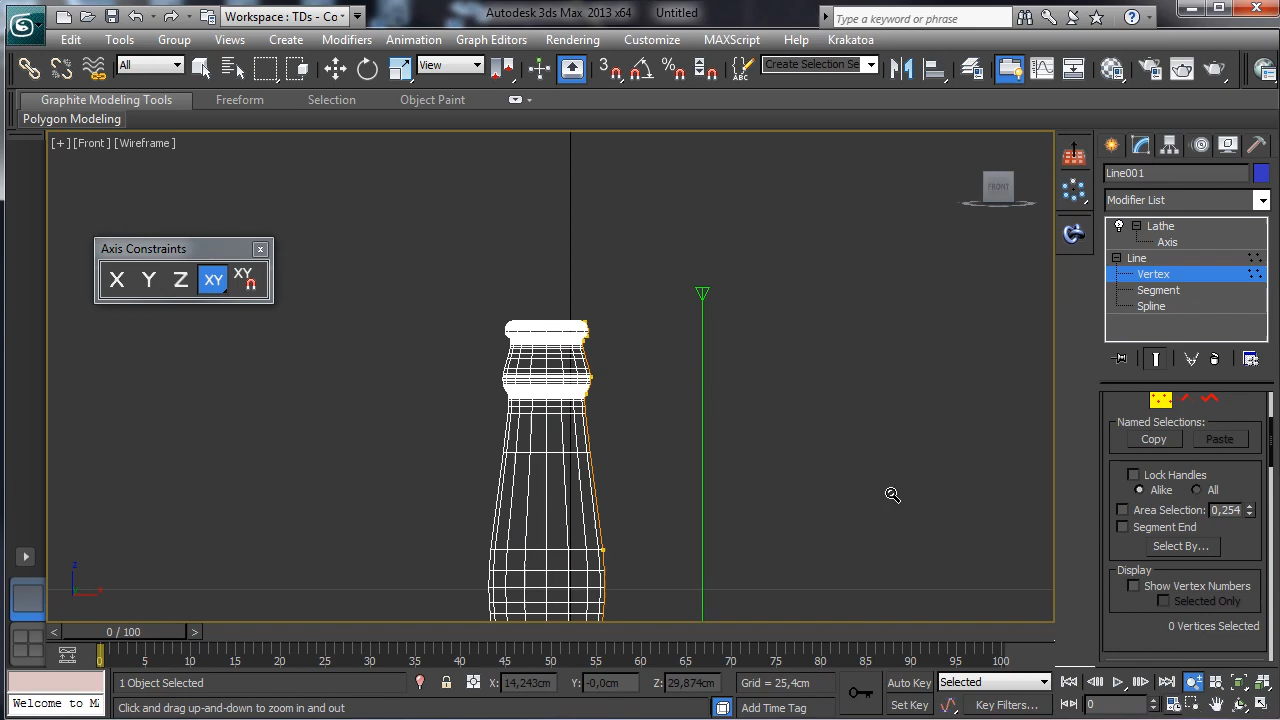 Workspace : TDs - Co
Autodesk 3ds Max 2013 x64 Untitled
Type a keyword or phrase
Edit Tools Group Views Create Modifiers Animation Graph Editors Rendering Customize MAXScript Help Krakatoa
All
View
3
Create Selection Se
Graphite Modeling Tools Freeform Selection Object Paint
Polygon Modeling
[+] [Front] [Wireframe]
FRONT
Axis Constraints
X Y Z XY XY
z
Line001
Modifier List
Lathe
Axis
Line
Vertex
Segment
Spline
Named Selections:
Copy Paste
Lock Handles
Alike All
Area Selection: 0,254
Segment End
Select By...
Display
Show Vertex Numbers
Selected Only
0 Vertices Selected
< 0 / 100 >
0 5 10 15 20 25 30 35 40 45 50 55 60 65 70 75 80 85 90 95 100
1 Object Selected X: 14,243cm Y: -0,0cm Z: 29,874cm Grid = 25,4cm Auto Key Selected
Welcome to M Click and drag up-and-down to zoom in and out Add Time Tag Set Key Key Filters... 0